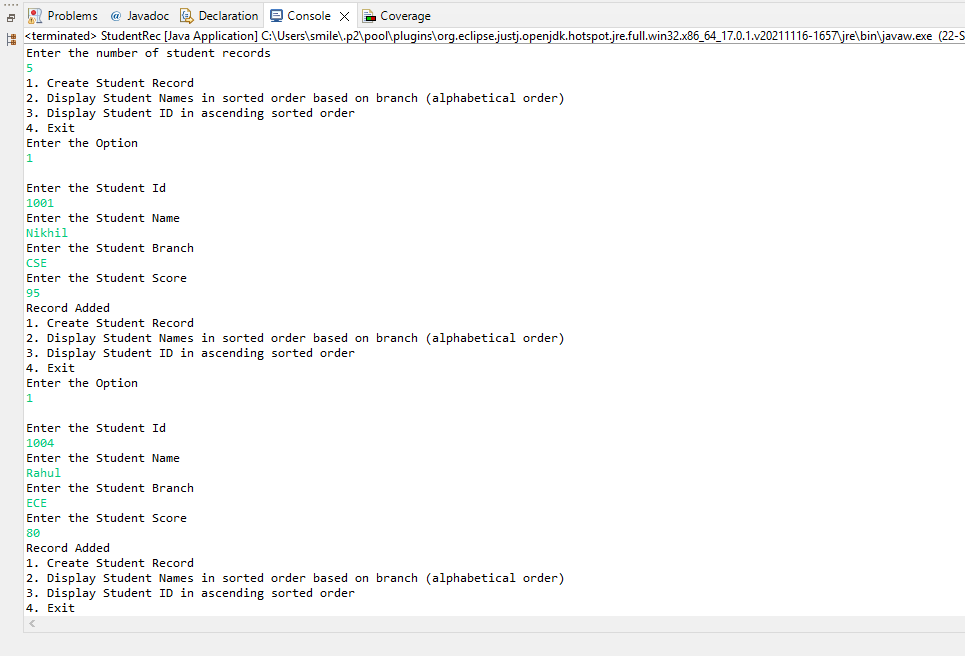 Problems @ Javadoc Declaration Console Coverage
<terminated> StudentRec [Java Application] C:\Users\smile\.p2\pool\plugins\org.eclipse.justj.openjdk.hotspot.jre.full.win32.x86_64_17.0.1.v20211116-1657\jre\bin\javaw.exe (22-S
Enter the number of student records
5
1. Create Student Record
2. Display Student Names in sorted order based on branch (alphabetical order)
3. Display Student ID in ascending sorted order
4. Exit
Enter the Option
1
Enter the Student Id
1001
Enter the Student Name
Nikhil
Enter the Student Branch
CSE
Enter the Student Score
95
Record Added
1. Create Student Record
2. Display Student Names in sorted order based on branch (alphabetical order)
3. Display Student ID in ascending sorted order
4. Exit
Enter the Option
1
Enter the Student Id
1004
Enter the Student Name
Rahul
Enter the Student Branch
ECE
Enter the Student Score
80
Record Added
1. Create Student Record
2. Display Student Names in sorted order based on branch (alphabetical order)
3. Display Student ID in ascending sorted order
4. Exit